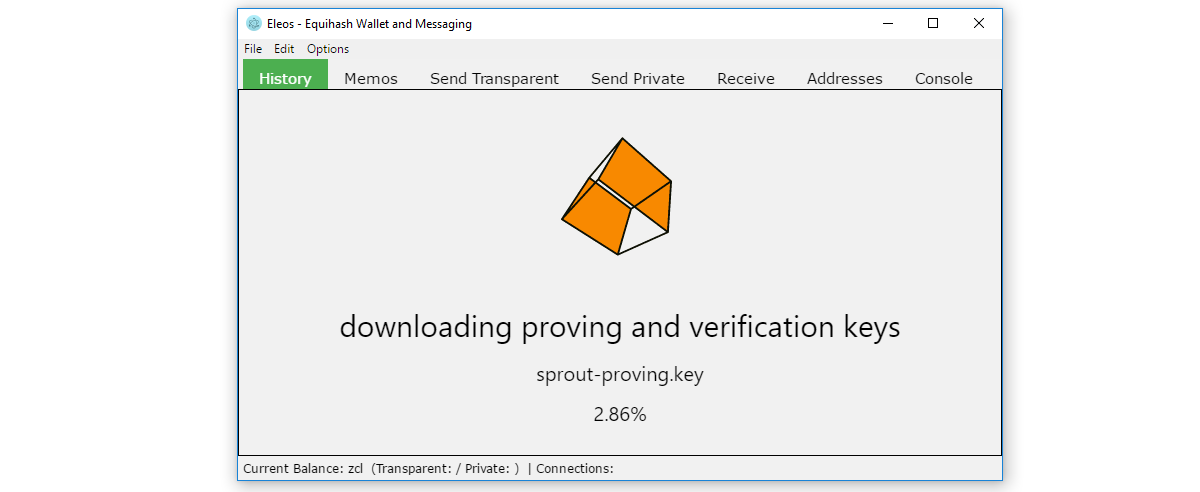 Eleos - Equihash Wallet and Messaging
File Edit Options
History Memos Send Transparent Send Private Receive Addresses Console
downloading proving and verification keys
sprout-proving.key
2.86%
Current Balance: zcl (Transparent: / Private: ) | Connections: